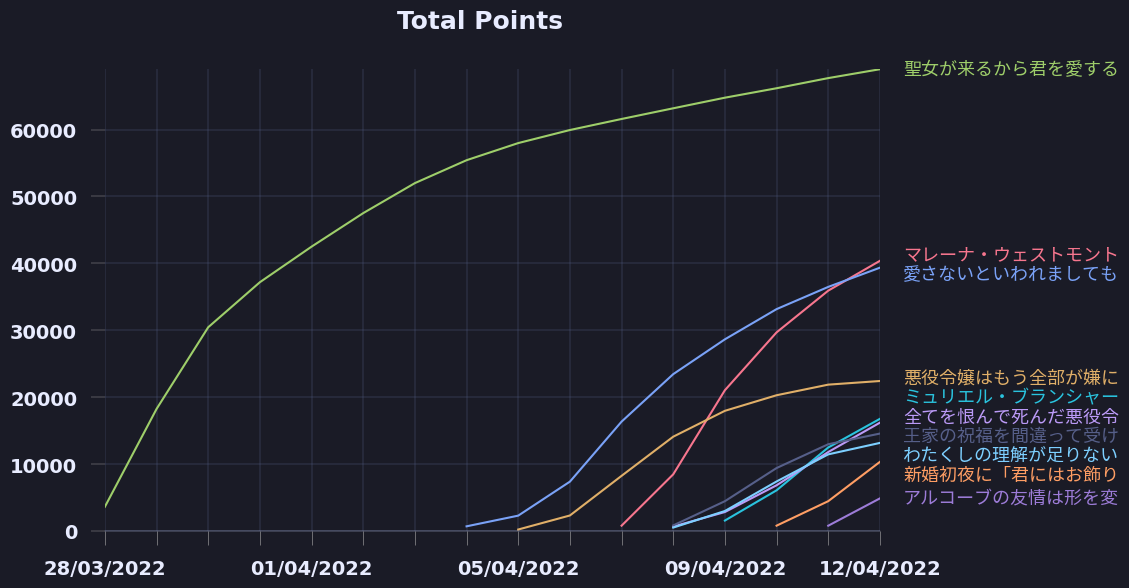 Total Points
聖女が来るから君を愛する
60000
50000
40000
マレーナ・ウェストモント
愛さないといわれましても
30000
20000
悪役令嬢はもう全部が嫌に
ミュリエル・ブランシャー
全てを恨んで死んだ悪役令
王家の祝福を間違って受け
わたくしの理解が足りない
10000
新婚初夜に「君にはお飾り
アルコーブの友情は形を変
0
28/03/2022 01/04/2022 05/04/2022 09/04/2022 12/04/2022